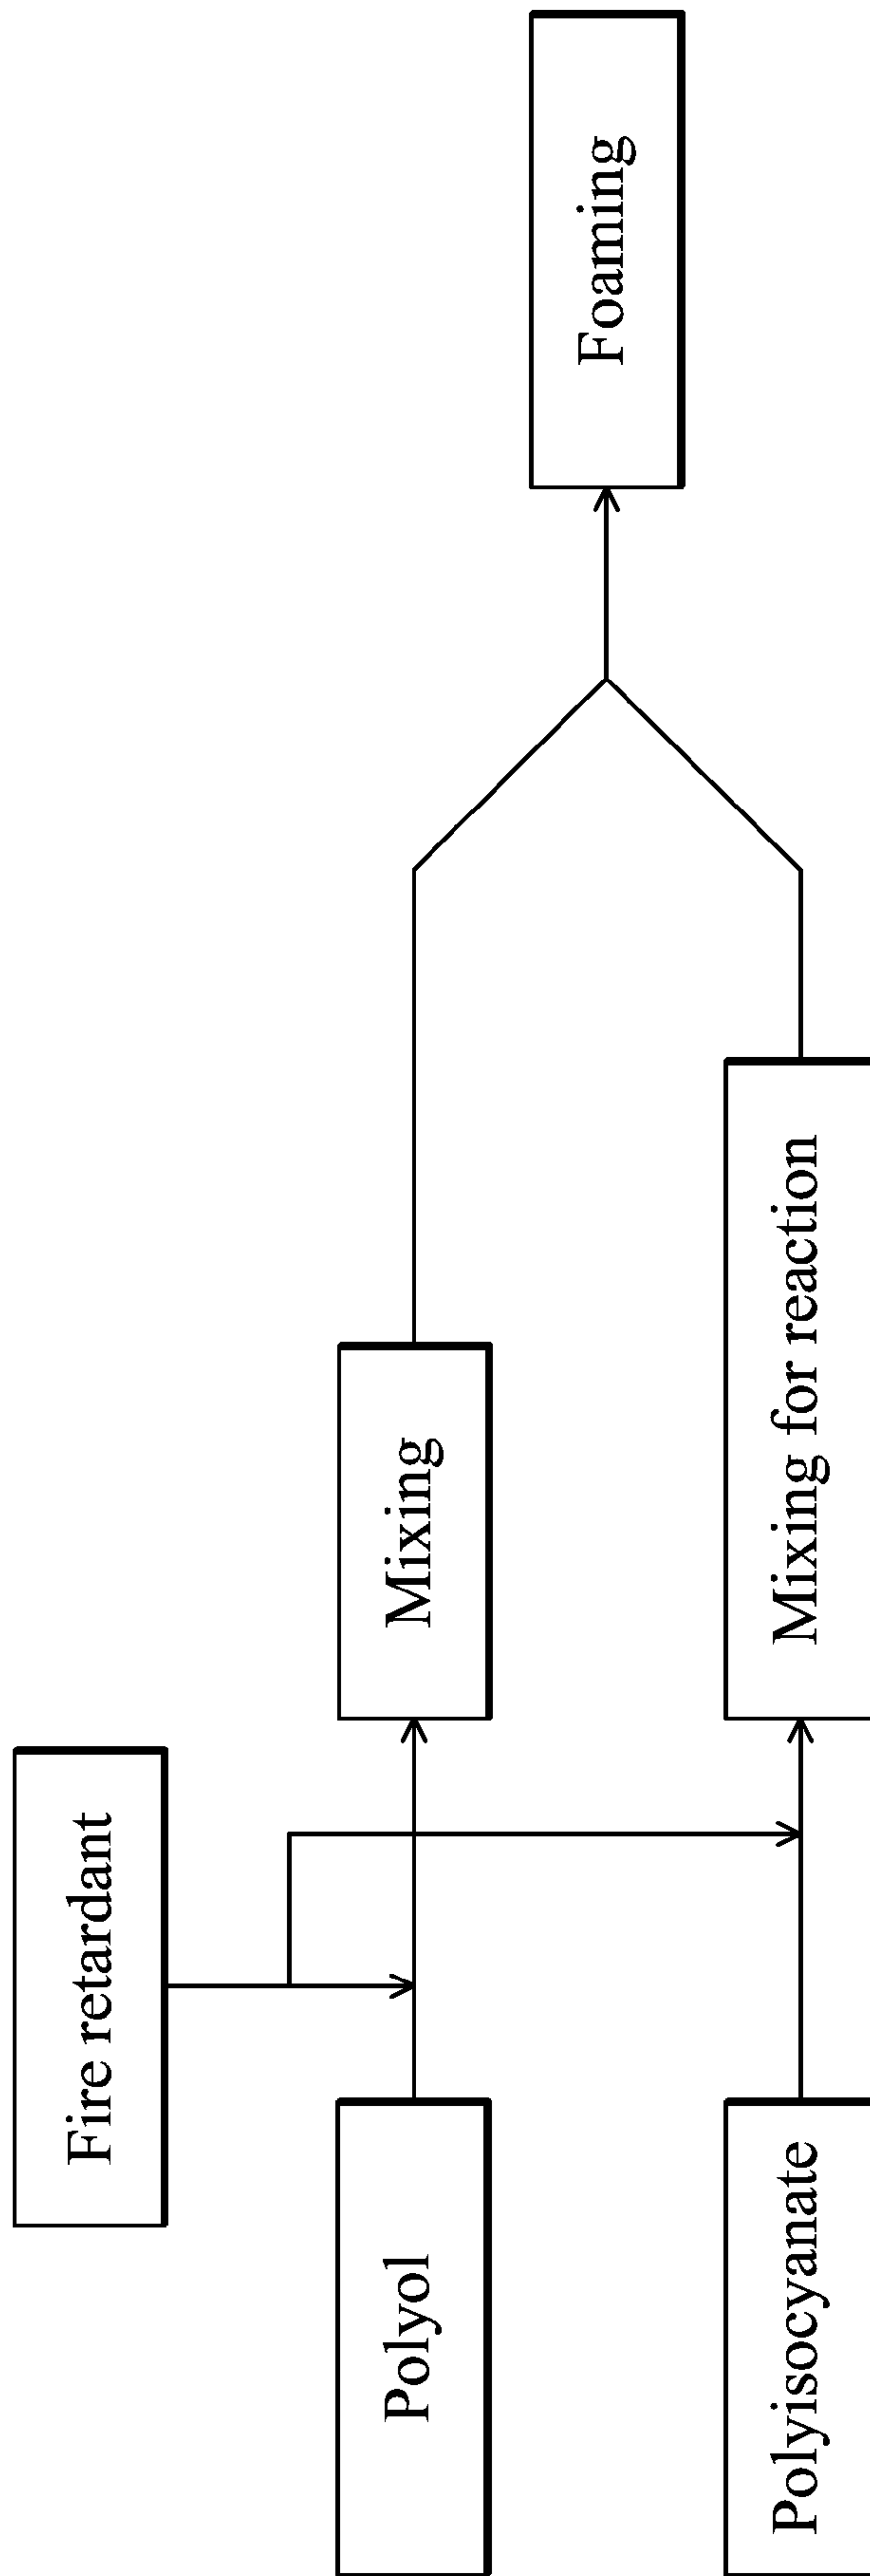 Fire retardant
Polyol
Mixing
Foaming
Polyisocyanate
Mixing for reaction